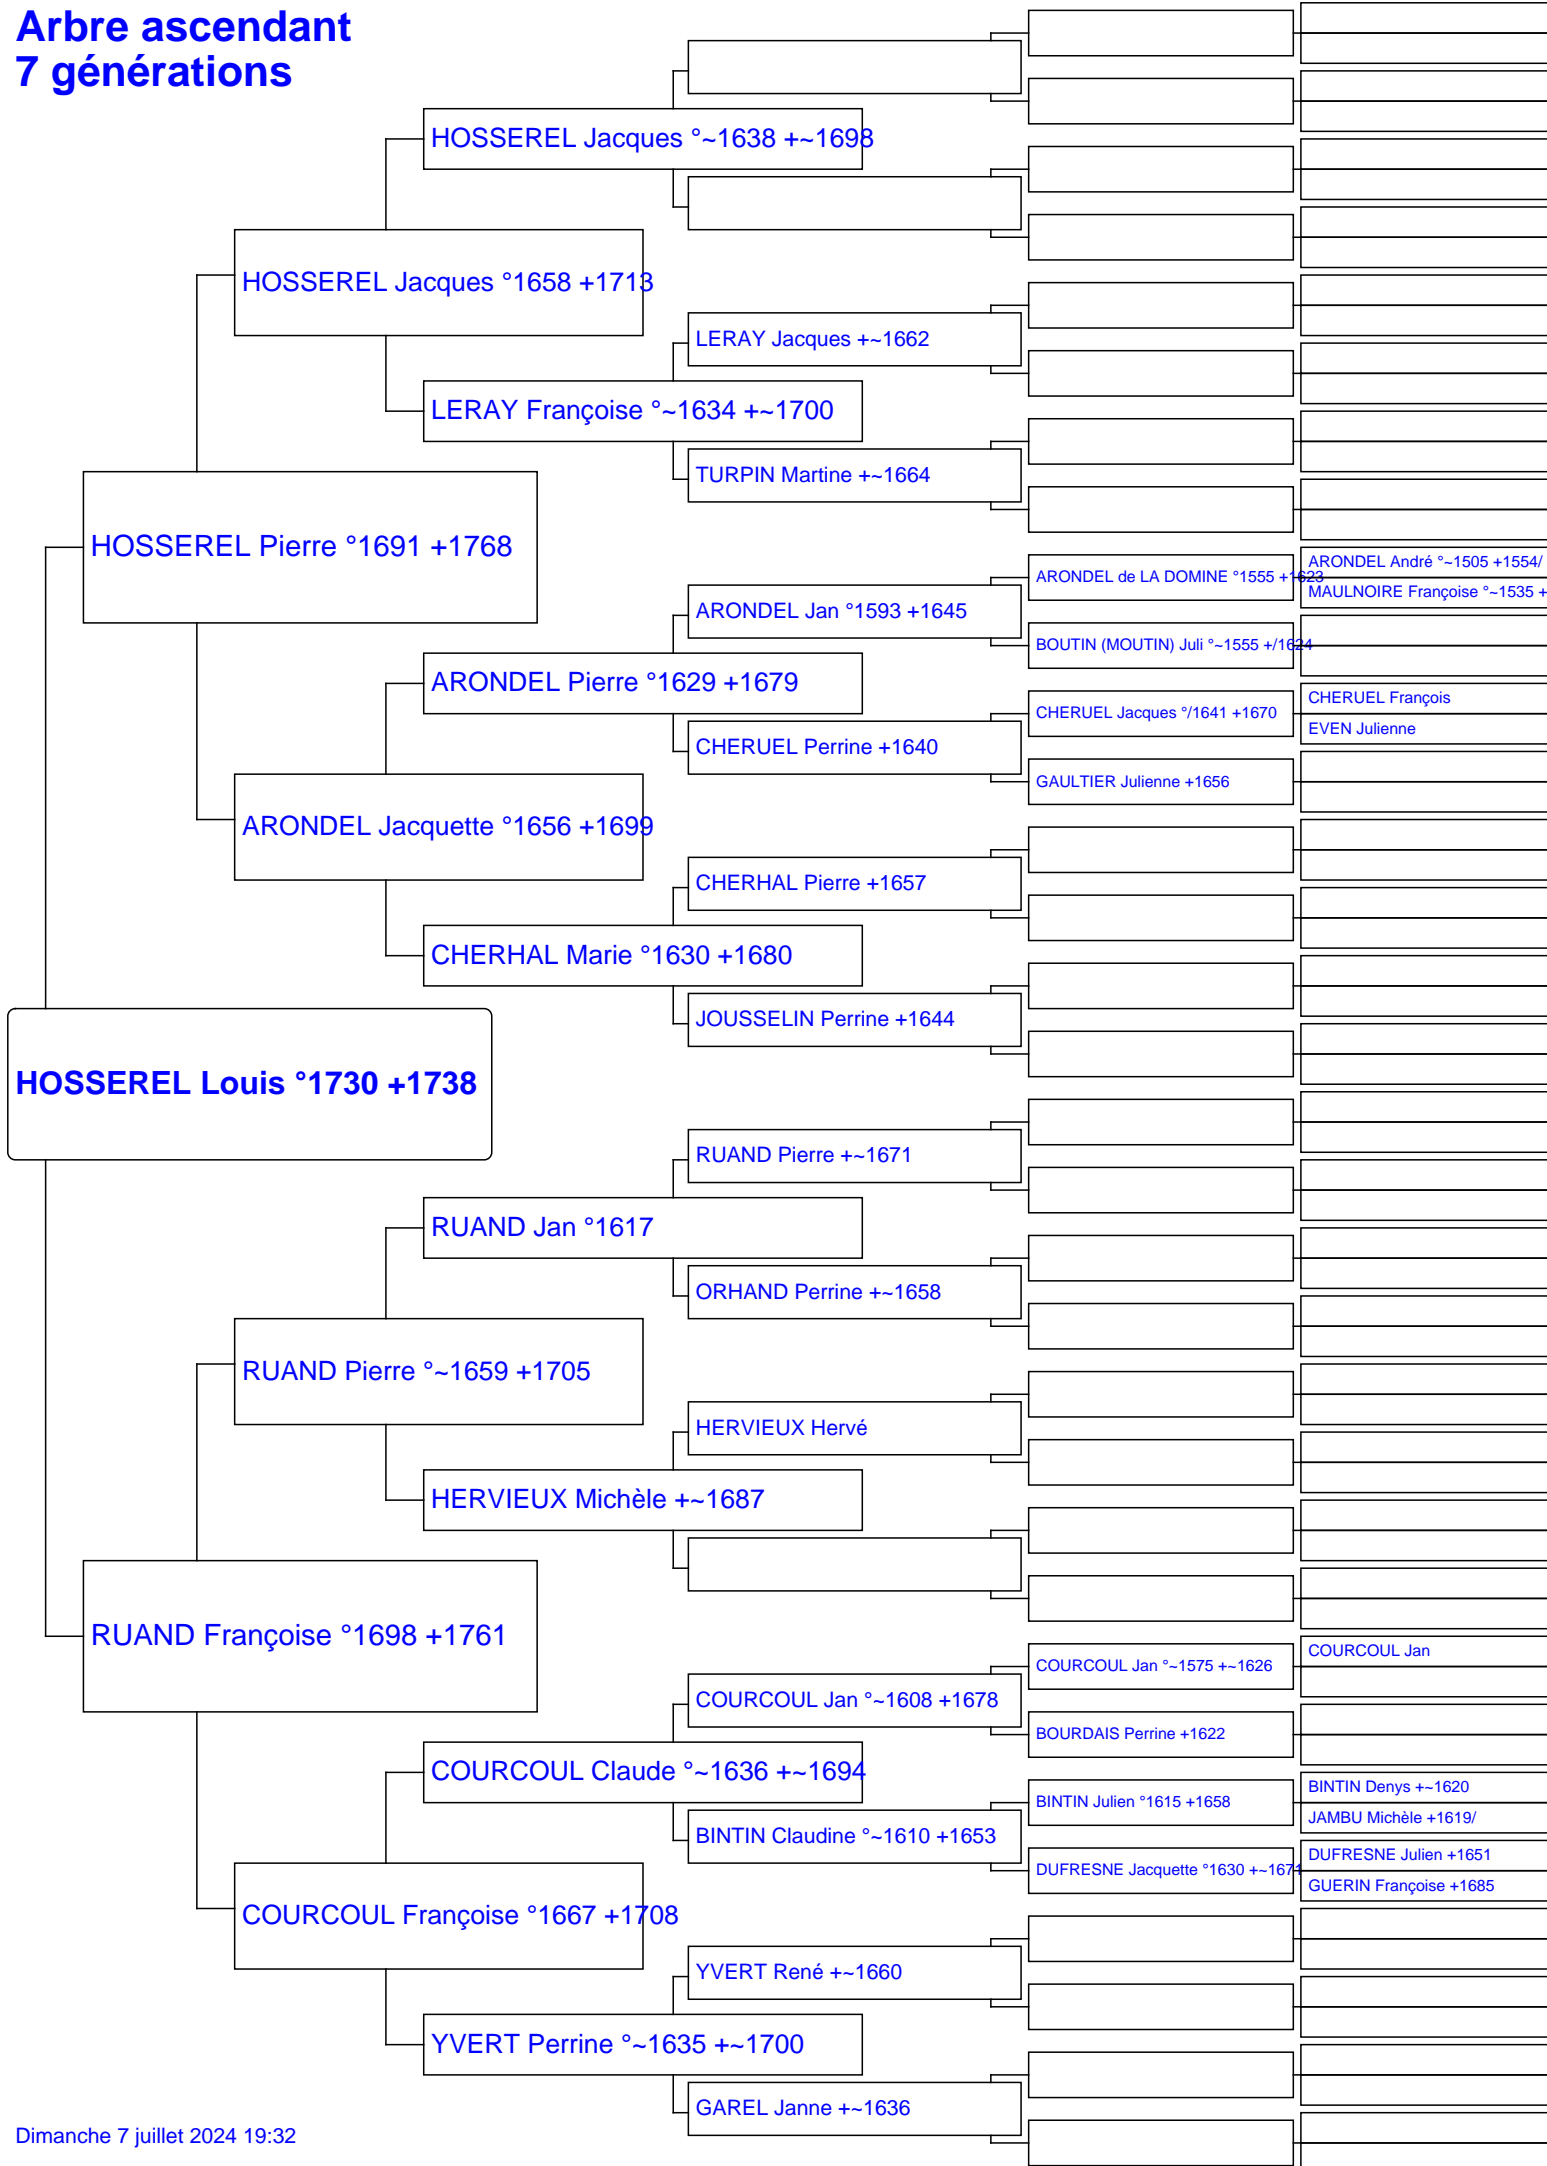 Arbre ascendant
7 générations
HOSSEREL Jacques °~1638 +~1698
HOSSEREL Jacques °1658 +1713
LERAY Jacques +~1662
LERAY Françoise °~1634 +~1700
TURPIN Martine +~1664
HOSSEREL Pierre °1691 +1768
ARONDEL André °~1505 +1554/
ARONDEL de LA DOMINE °1555 +1623
MAULNOIRE Françoise °~1535 +
ARONDEL Jan °1593 +1645
BOUTIN (MOUTIN) Juli °~1555 +/1624
ARONDEL Pierre °1629 +1679
CHERUEL François
CHERUEL Jacques °/1641 +1670
EVEN Julienne
CHERUEL Perrine +1640
GAULTIER Julienne +1656
ARONDEL Jacquette °1656 +1699
CHERHAL Pierre +1657
CHERHAL Marie °1630 +1680
JOUSSELIN Perrine +1644
HOSSEREL Louis °1730 +1738
RUAND Pierre +~1671
RUAND Jan °1617
ORHAND Perrine +~1658
RUAND Pierre °~1659 +1705
HERVIEUX Hervé
HERVIEUX Michèle +~1687
RUAND Françoise °1698 +1761
COURCOUL Jan
COURCOUL Jan °~1575 +~1626
COURCOUL Jan °~1608 +1678
BOURDAIS Perrine +1622
COURCOUL Claude °~1636 +~1694
BINTIN Denys +~1620
BINTIN Julien °1615 +1658
JAMBU Michèle +1619/
BINTIN Claudine °~1610 +1653
DUFRESNE Julien +1651
DUFRESNE Jacquette °1630 +~1671
GUERIN Françoise +1685
COURCOUL Françoise °1667 +1708
YVERT René +~1660
YVERT Perrine °~1635 +~1700
GAREL Janne +~1636
Dimanche 7 juillet 2024 19:32